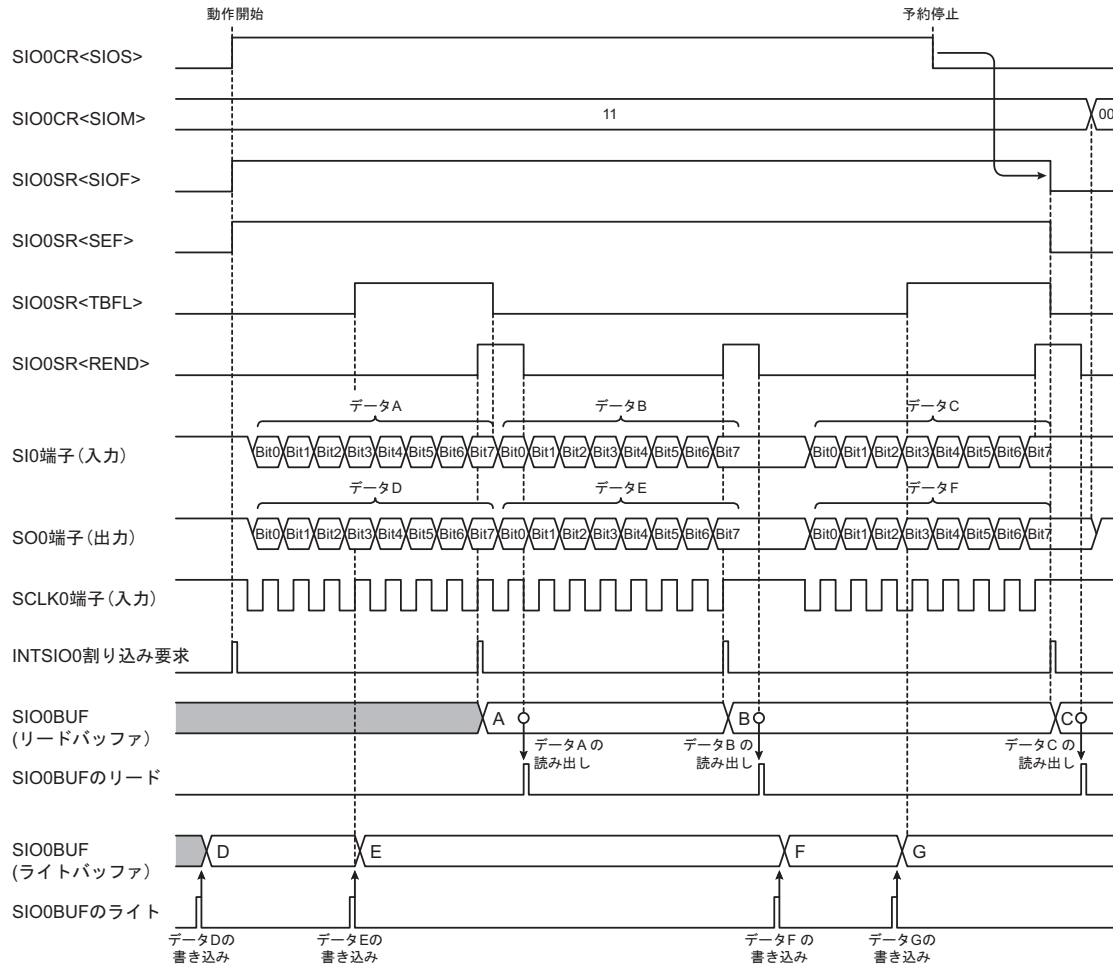 動作開始
予約停止
SIO0CR<SIOS>
SIO0CR<SIOM>
11
00
SIO0SR<SIOF>
SIO0SR<SEF>
SIO0SR<TBFL>
SIO0SR<REND>
データA
データB
データC
SI0端子(入力)
Bit0 Bit1 Bit2 Bit3 Bit4 Bit5 Bit6 Bit7 Bit0 Bit1 Bit2 Bit3 Bit4 Bit5 Bit6 Bit7 Bit0 Bit1 Bit2 Bit3 Bit4 Bit5 Bit6 Bit7
データD
データE
データF
SO0端子(出力)
Bit0 Bit1 Bit2 Bit3 Bit4 Bit5 Bit6 Bit7 Bit0 Bit1 Bit2 Bit3 Bit4 Bit5 Bit6 Bit7 Bit0 Bit1 Bit2 Bit3 Bit4 Bit5 Bit6 Bit7
SCLK0端子(入力)
INTSIO0割り込み要求
SIO0BUF
(リードバッファ)
A
B
C
データAの
読み出し
データBの
読み出し
データCの
読み出し
SIO0BUFのリード
SIO0BUF
(ライトバッファ)
D
E
F
G
SIO0BUFのライト
データDの
書き込み
データEの
書き込み
データFの
書き込み
データGの
書き込み